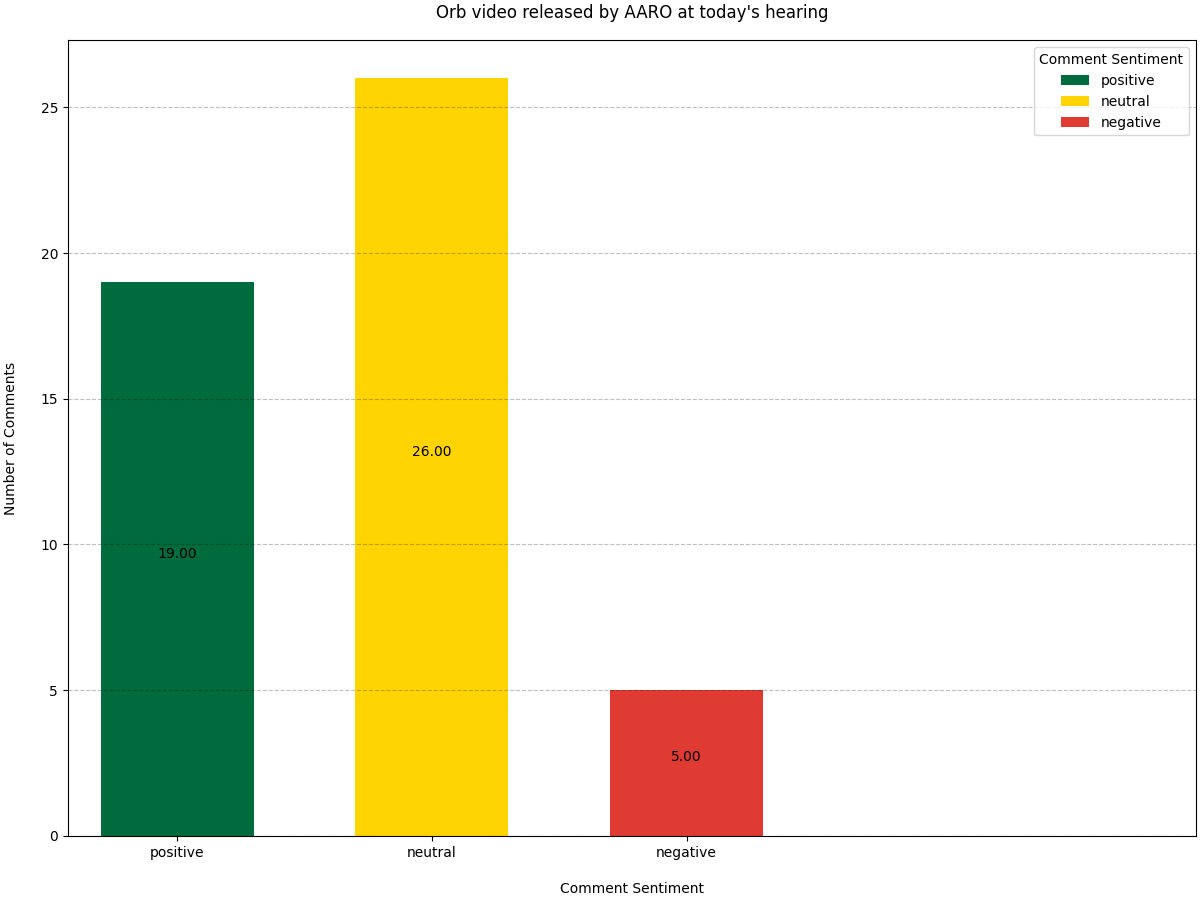 Orb video released by AARO at today's hearing
Comment Sentiment
positive
neutral
negative
Number of Comments
25
20
15
10
5
0
19.00
26.00
5.00
positive
neutral
negative
Comment Sentiment